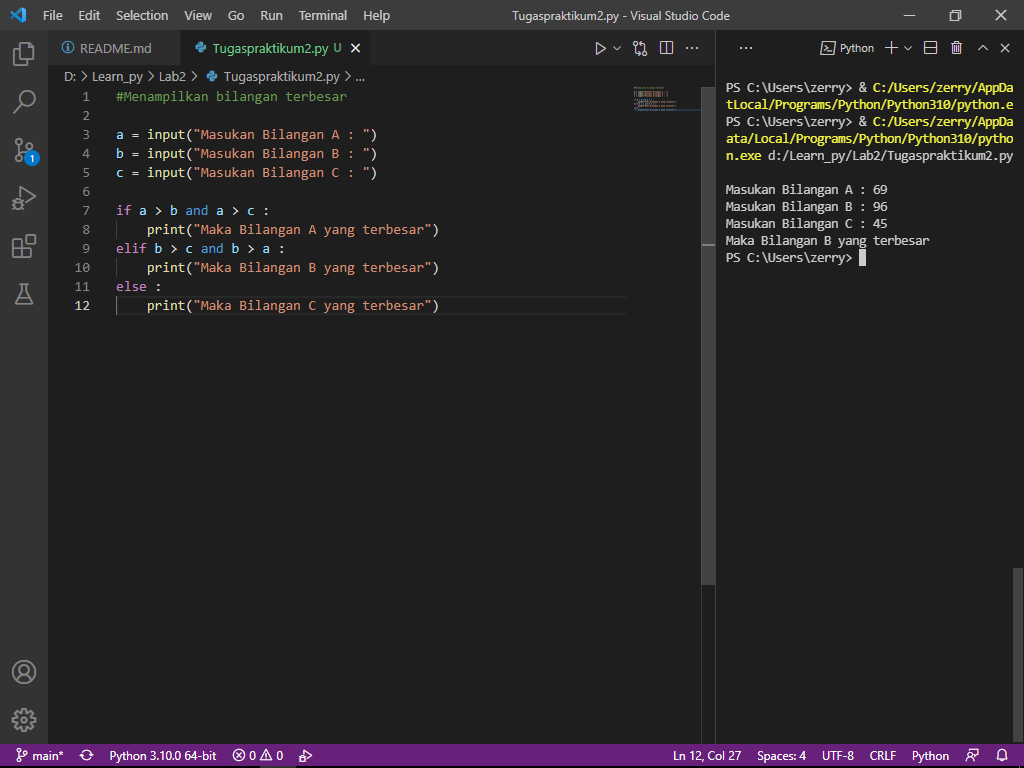 File Edit Selection View Go Run Terminal Help Tugaspraktikum2.py - Visual Studio Code
README.md Tugaspraktikum2.py U
D: > Learn_py > Lab2 > Tugaspraktikum2.py > ...
1 #Menampilkan bilangan terbesar
2
3 a = input("Masukan Bilangan A : ")
4 b = input("Masukan Bilangan B : ")
5 c = input("Masukan Bilangan C : ")
6
7 if a > b and a > c :
8 print("Maka Bilangan A yang terbesar")
9 elif b > c and b > a :
10 print("Maka Bilangan B yang terbesar")
11 else :
12 print("Maka Bilangan C yang terbesar")
Python
PS C:\Users\zerry> & C:/Users/zerry/AppDa
tLocal/Programs/Python/Python310/python.e
PS C:\Users\zerry> & C:/Users/zerry/AppD
ata/Local/Programs/Python/Python310/pytho
n.exe d:/Learn_py/Lab2/Tugaspraktikum2.py
Masukan Bilangan A : 69
Masukan Bilangan B : 96
Masukan Bilangan C : 45
Maka Bilangan B yang terbesar
PS C:\Users\zerry>
1
main* Python 3.10.0 64-bit 0 0 Ln 12, Col 27 Spaces: 4 UTF-8 CRLF Python